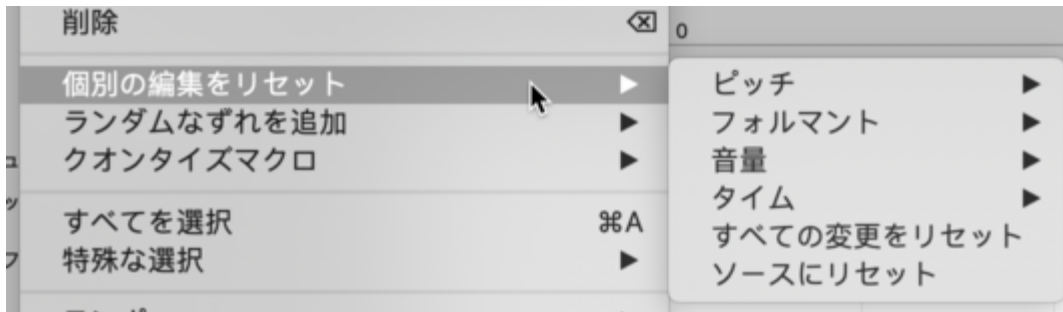 削除 ⌫
0
個別の編集をリセット ▶
ランダムなずれを追加 ▶
クオンタイズマクロ ▶
すべてを選択 ⌘A
特殊な選択 ▶
ピッチ ▶
フォルマント ▶
音量 ▶
タイム ▶
すべての変更をリセット
ソースにリセット